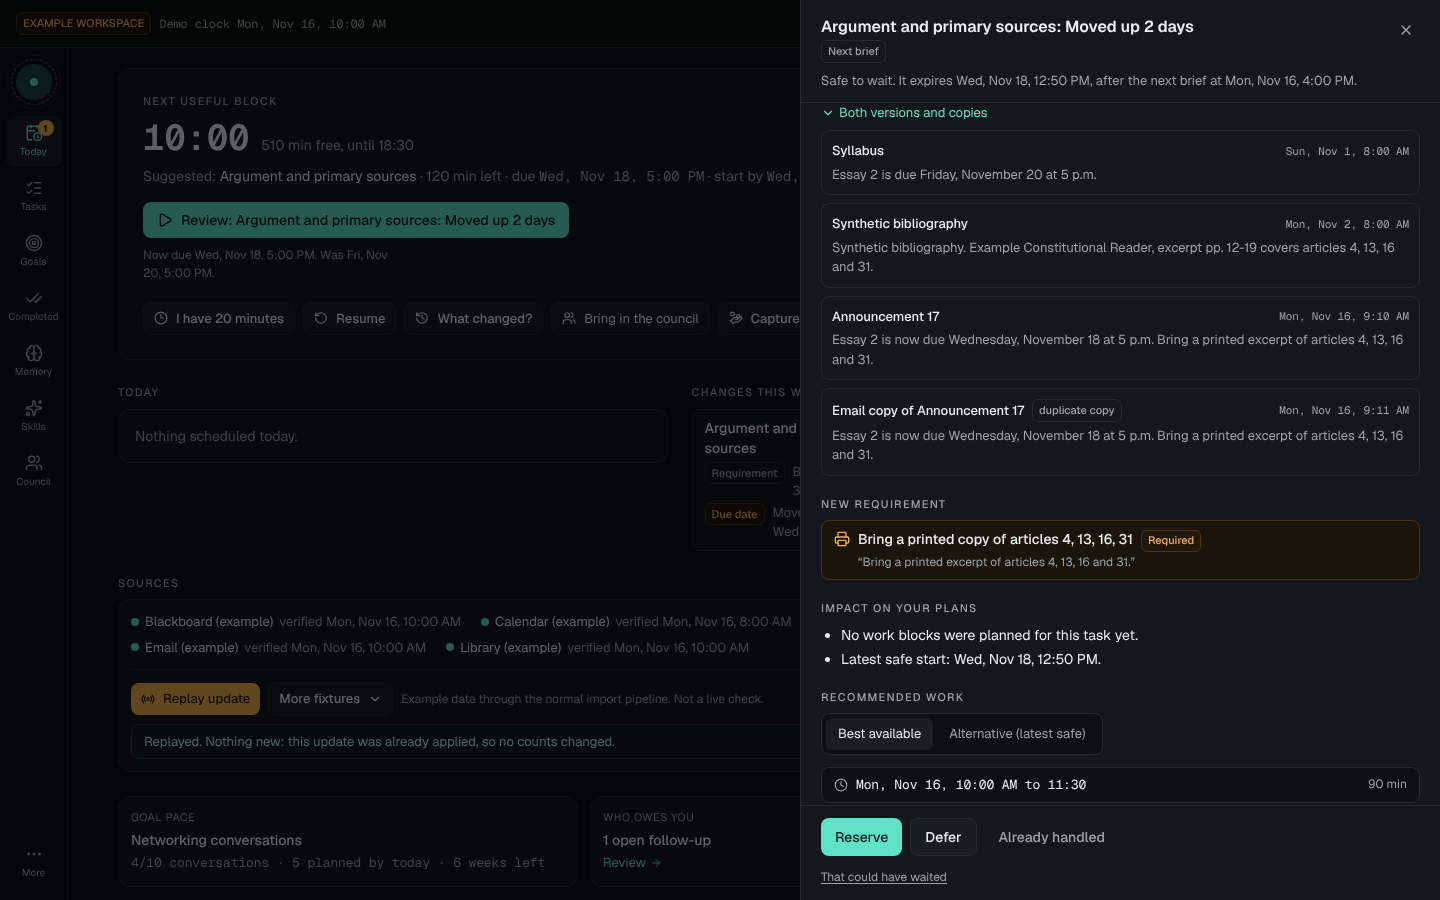 EXAMPLE WORKSPACE Demo clock Mon, Nov 16, 10:00 AM
1
Today
Tasks
Goals
Completed
Memory
Skills
Council
More
NEXT USEFUL BLOCK
10:00 510 min free, until 18:30
Suggested: Argument and primary sources · 120 min left · due Wed, Nov 18, 5:00 PM · start by Wed,
Review: Argument and primary sources: Moved up 2 days
Now due Wed, Nov 18, 5:00 PM. Was Fri, Nov
20, 5:00 PM.
I have 20 minutes Resume What changed? Bring in the council Capture
TODAY
Nothing scheduled today.
CHANGES THIS W
Argument and
sources
Requirement B
3
Due date Move
Wed
SOURCES
Blackboard (example) verified Mon, Nov 16, 10:00 AM Calendar (example) verified Mon, Nov 16, 8:00 AM
Email (example) verified Mon, Nov 16, 10:00 AM Library (example) verified Mon, Nov 16, 10:00 AM
Replay update More fixtures Example data through the normal import pipeline. Not a live check.
Replayed. Nothing new: this update was already applied, so no counts changed.
GOAL PACE
Networking conversations
4/10 conversations · 5 planned by today · 6 weeks left
WHO OWES YOU
1 open follow-up
Review →
Argument and primary sources: Moved up 2 days
Next brief
Safe to wait. It expires Wed, Nov 18, 12:50 PM, after the next brief at Mon, Nov 16, 4:00 PM.
Both versions and copies
Syllabus Sun, Nov 1, 8:00 AM
Essay 2 is due Friday, November 20 at 5 p.m.
Synthetic bibliography Mon, Nov 2, 8:00 AM
Synthetic bibliography. Example Constitutional Reader, excerpt pp. 12-19 covers articles 4, 13, 16
and 31.
Announcement 17 Mon, Nov 16, 9:10 AM
Essay 2 is now due Wednesday, November 18 at 5 p.m. Bring a printed excerpt of articles 4, 13, 16
and 31.
Email copy of Announcement 17 duplicate copy Mon, Nov 16, 9:11 AM
Essay 2 is now due Wednesday, November 18 at 5 p.m. Bring a printed excerpt of articles 4, 13, 16
and 31.
NEW REQUIREMENT
Bring a printed copy of articles 4, 13, 16, 31 Required
“Bring a printed excerpt of articles 4, 13, 16 and 31.”
IMPACT ON YOUR PLANS
• No work blocks were planned for this task yet.
• Latest safe start: Wed, Nov 18, 12:50 PM.
RECOMMENDED WORK
Best available Alternative (latest safe)
Mon, Nov 16, 10:00 AM to 11:30 90 min
Reserve Defer Already handled
That could have waited